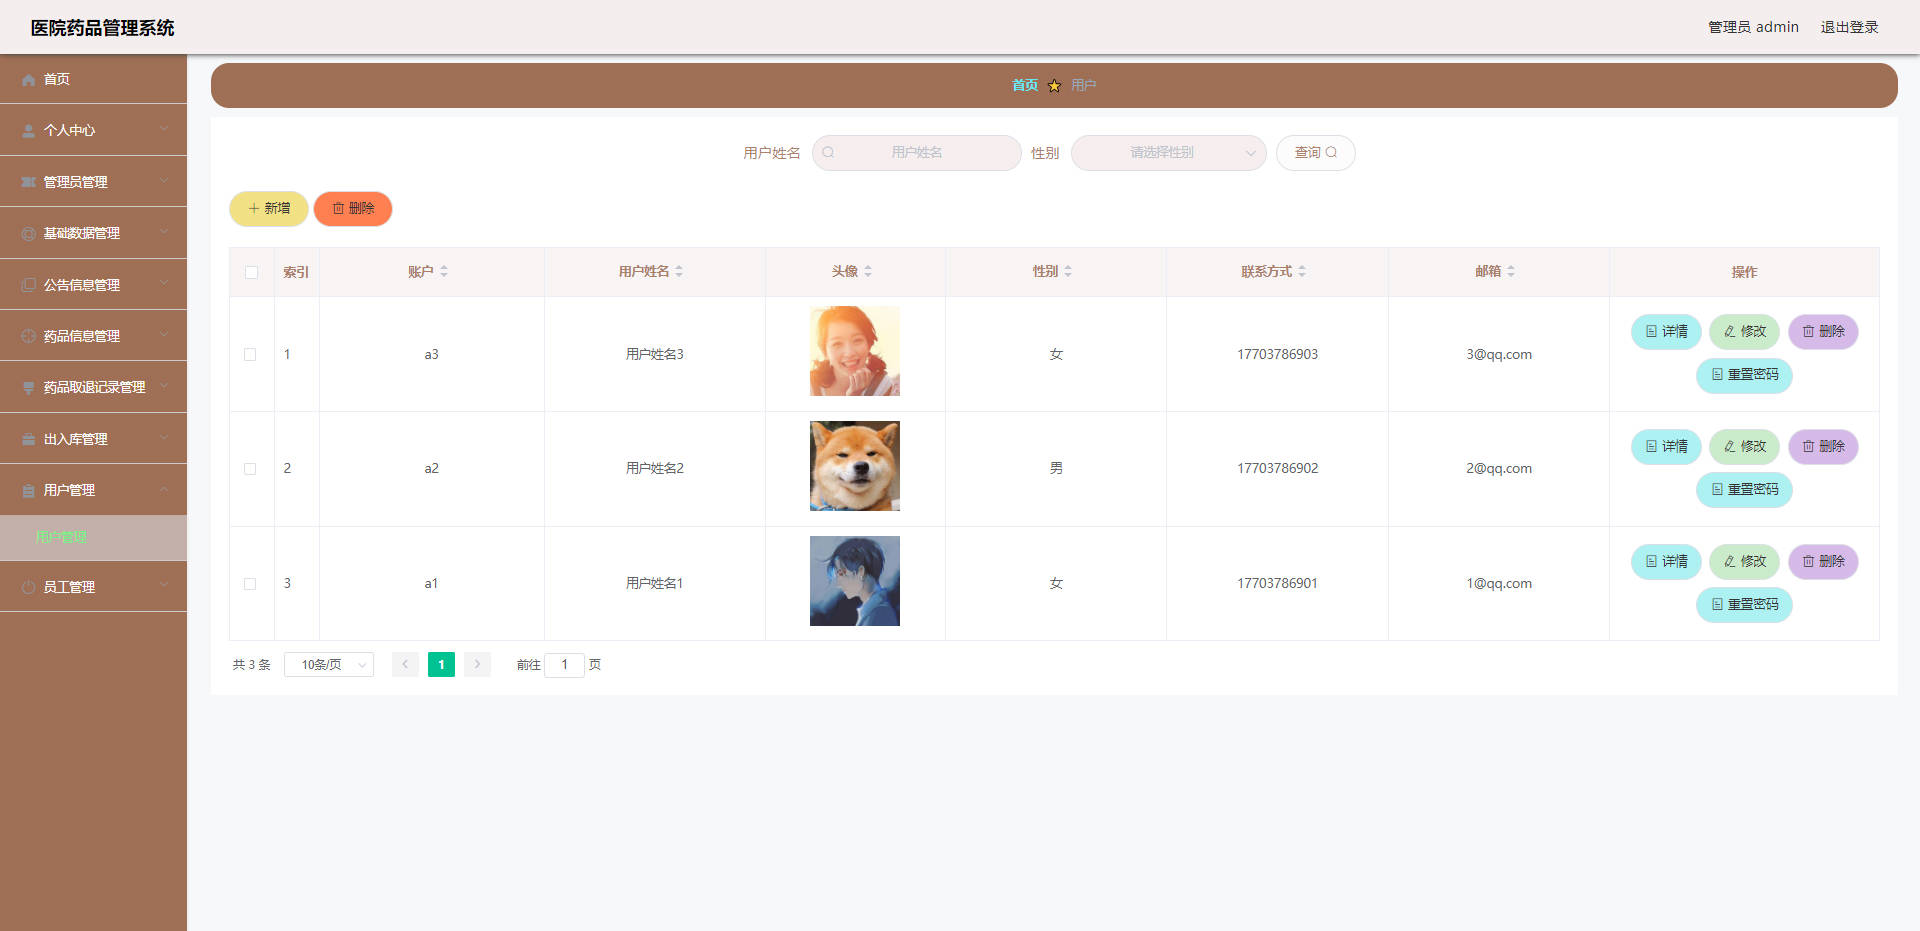 医院药品管理系统
管理员 admin 退出登录
首页
个人中心
管理员管理
基础数据管理
公告信息管理
药品信息管理
药品取退记录管理
出入库管理
用户管理
用户管理
员工管理
首页 用户
用户姓名 用户姓名 性别 请选择性别 查询
新增 删除
索引 账户 用户姓名 头像 性别 联系方式 邮箱 操作
1 a3 用户姓名3 女 17703786903 3@qq.com 详情 修改 删除
重置密码
2 a2 用户姓名2 男 17703786902 2@qq.com 详情 修改 删除
重置密码
3 a1 用户姓名1 女 17703786901 1@qq.com 详情 修改 删除
重置密码
共 3 条 10条/页 1 前往 1 页